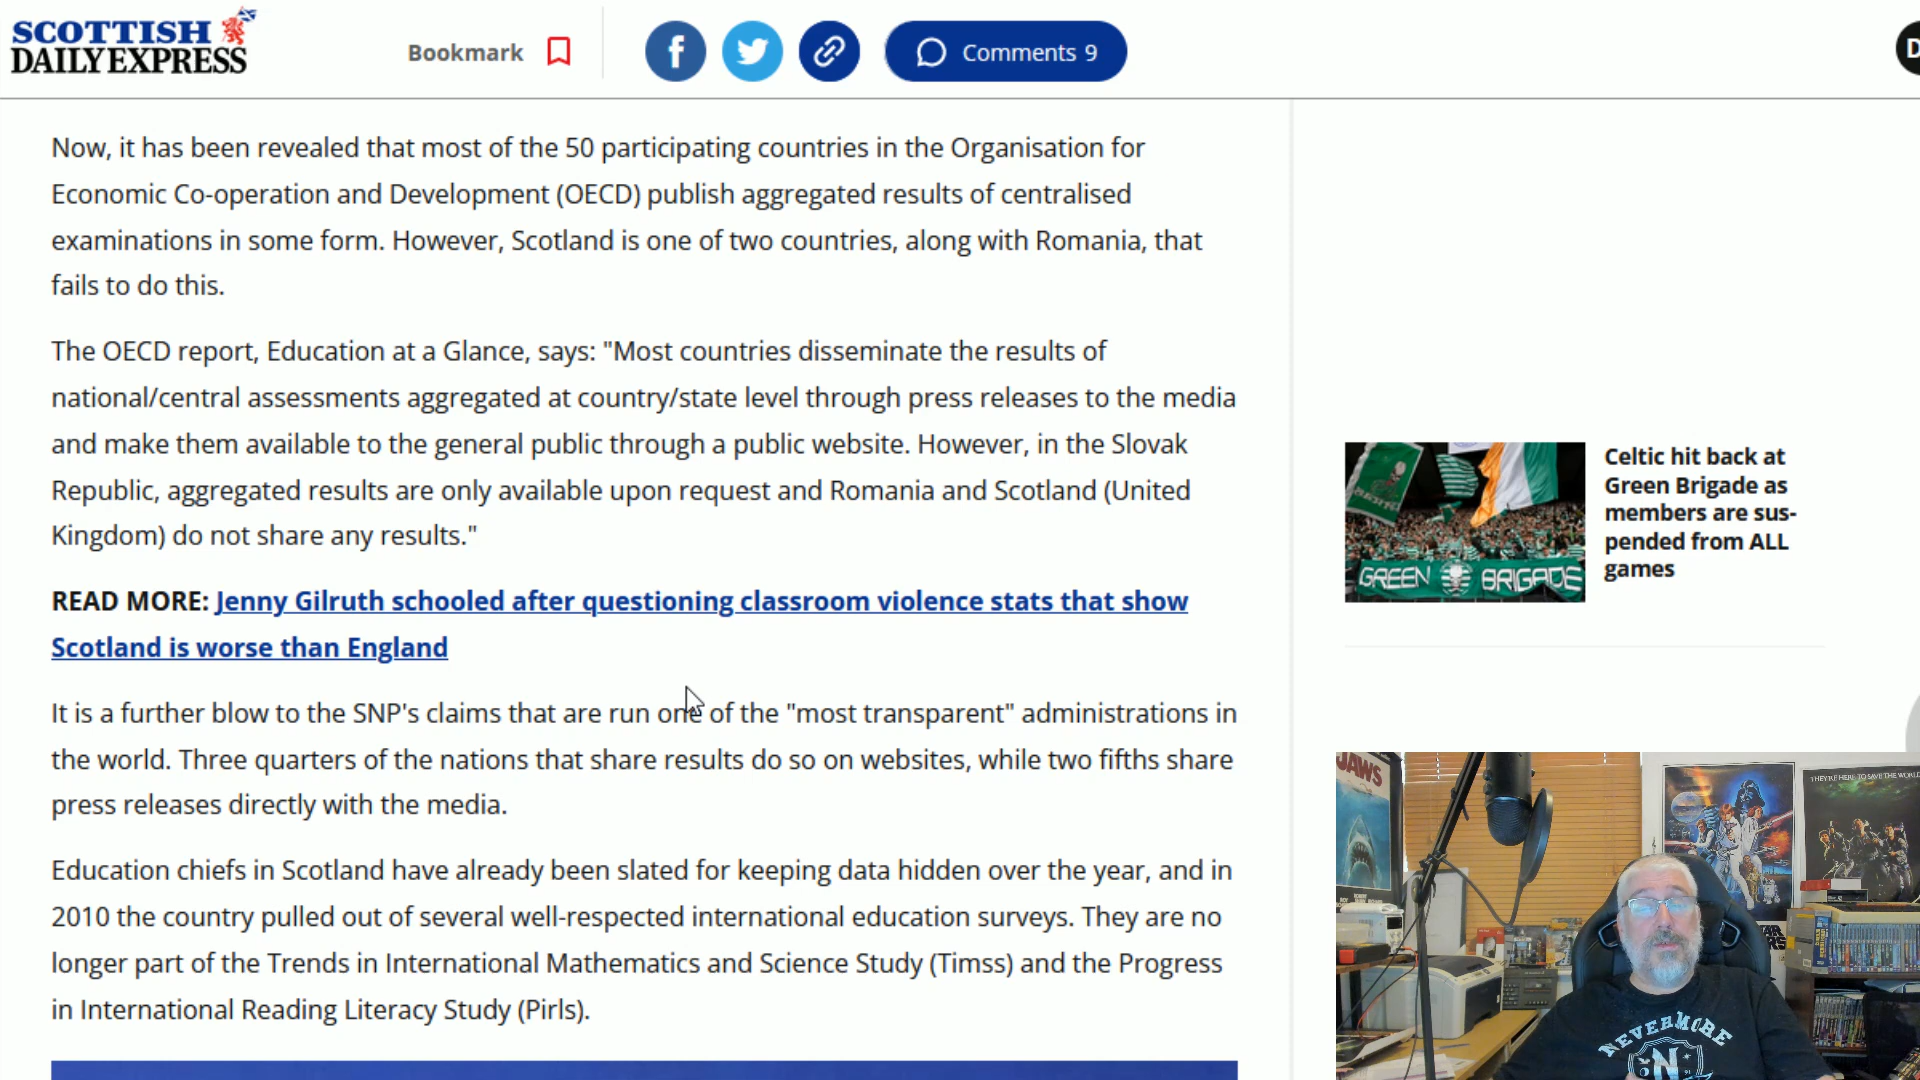 SCOTTISH
DAILY EXPRESS
Bookmark
Comments 9
D
Now, it has been revealed that most of the 50 participating countries in the Organisation for
Economic Co-operation and Development (OECD) publish aggregated results of centralised
examinations in some form. However, Scotland is one of two countries, along with Romania, that
fails to do this.
The OECD report, Education at a Glance, says: "Most countries disseminate the results of
national/central assessments aggregated at country/state level through press releases to the media
and make them available to the general public through a public website. However, in the Slovak
Republic, aggregated results are only available upon request and Romania and Scotland (United
Kingdom) do not share any results."
READ MORE: Jenny Gilruth schooled after questioning classroom violence stats that show
Scotland is worse than England
It is a further blow to the SNP's claims that are run one of the "most transparent" administrations in
the world. Three quarters of the nations that share results do so on websites, while two fifths share
press releases directly with the media.
Education chiefs in Scotland have already been slated for keeping data hidden over the year, and in
2010 the country pulled out of several well-respected international education surveys. They are no
longer part of the Trends in International Mathematics and Science Study (Timss) and the Progress
in International Reading Literacy Study (Pirls).
GREEN BRIGADE
Celtic hit back at
Green Brigade as
members are sus-
pended from ALL
games
JAWS
THEY'RE HERE TO SAVE THE WORLD
STAR
WARS
NEVERMORE
N